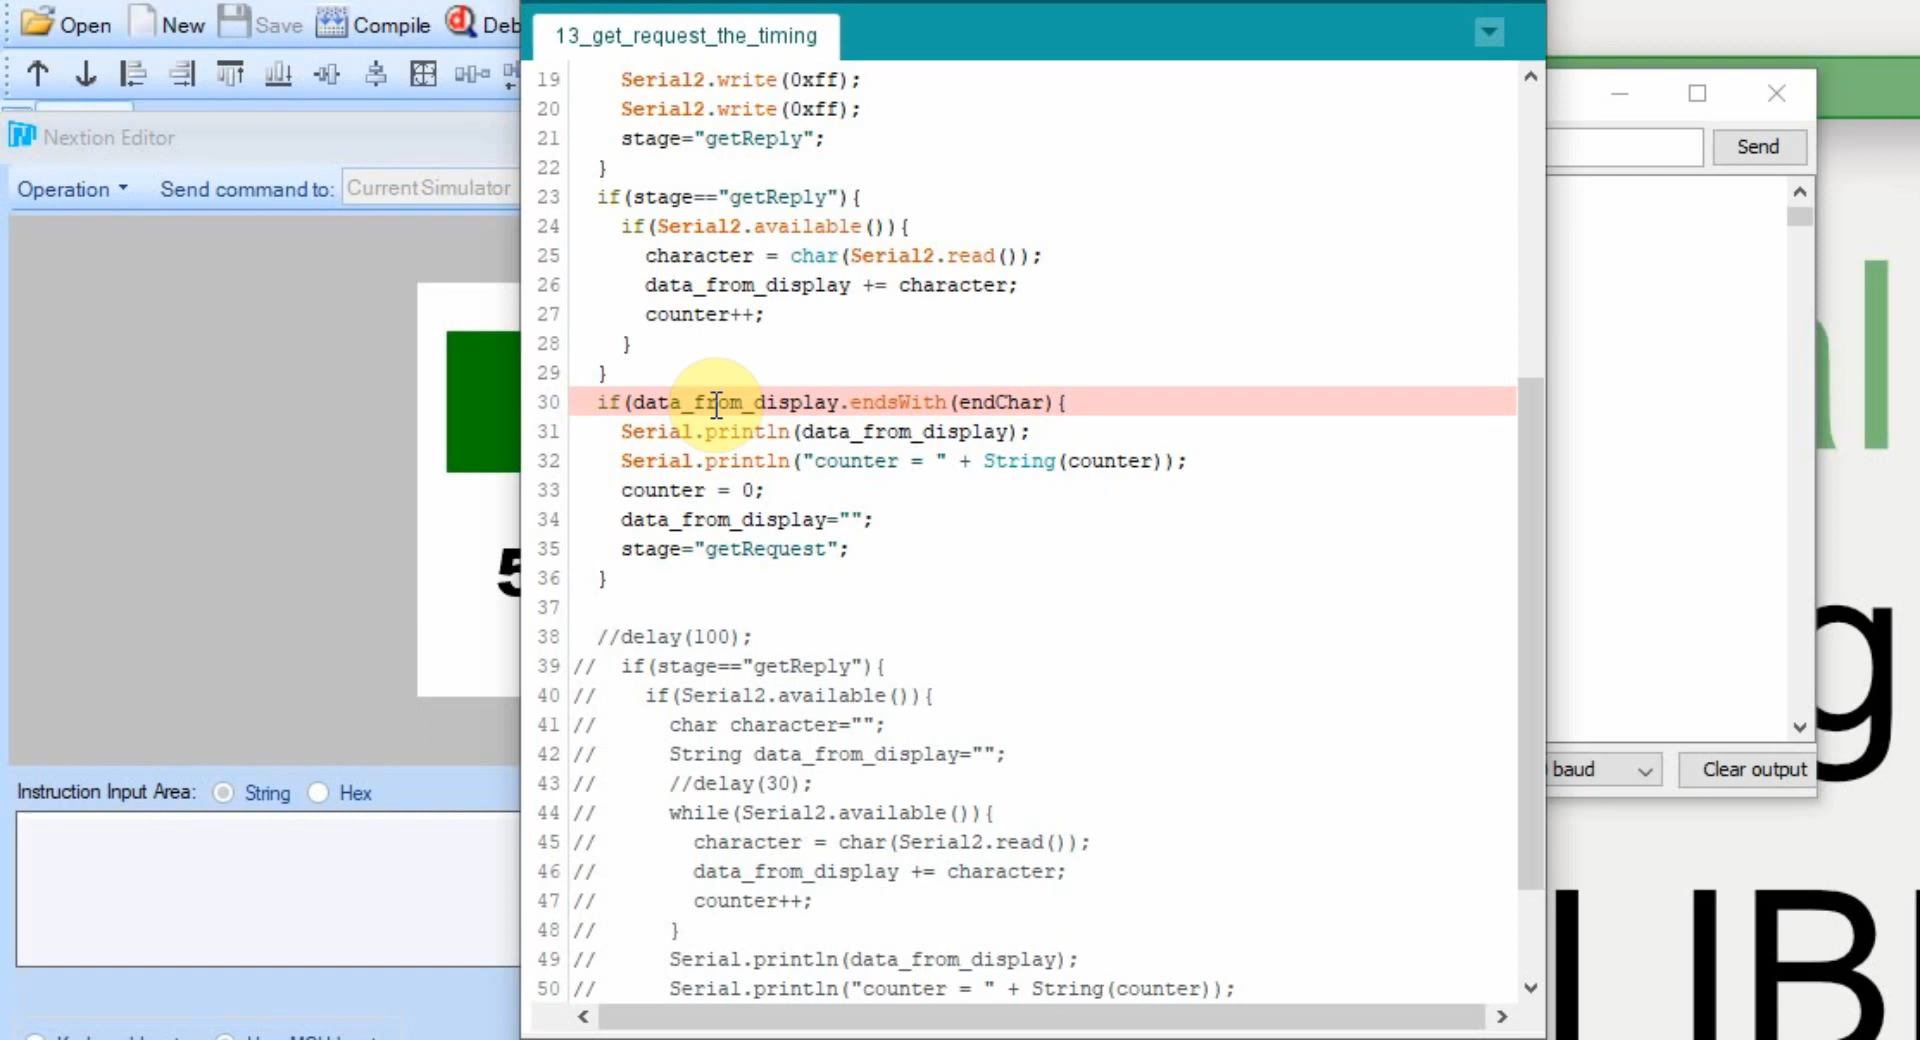 Open New Save Compile Deb
Nextion Editor
Operation Send command to: Current Simulator
5
Instruction Input Area: String Hex
13_get_request_the_timing
19 Serial2.write(0xff);
20 Serial2.write(0xff);
21 stage="getReply";
22 }
23 if(stage=="getReply"){
24 if(Serial2.available()){
25 character = char(Serial2.read());
26 data_from_display += character;
27 counter++;
28 }
29 }
30 if(data_from_display.endsWith(endChar){
31 Serial.println(data_from_display);
32 Serial.println("counter = " + String(counter));
33 counter = 0;
34 data_from_display="";
35 stage="getRequest";
36 }
37
38 //delay(100);
39 // if(stage=="getReply"){
40 // if(Serial2.available()){
41 // char character="";
42 // String data_from_display="";
43 // //delay(30);
44 // while(Serial2.available()){
45 // character = char(Serial2.read());
46 // data_from_display += character;
47 // counter++;
48 // }
49 // Serial.println(data_from_display);
50 // Serial.println("counter = " + String(counter));
Send
baud Clear output
al
g